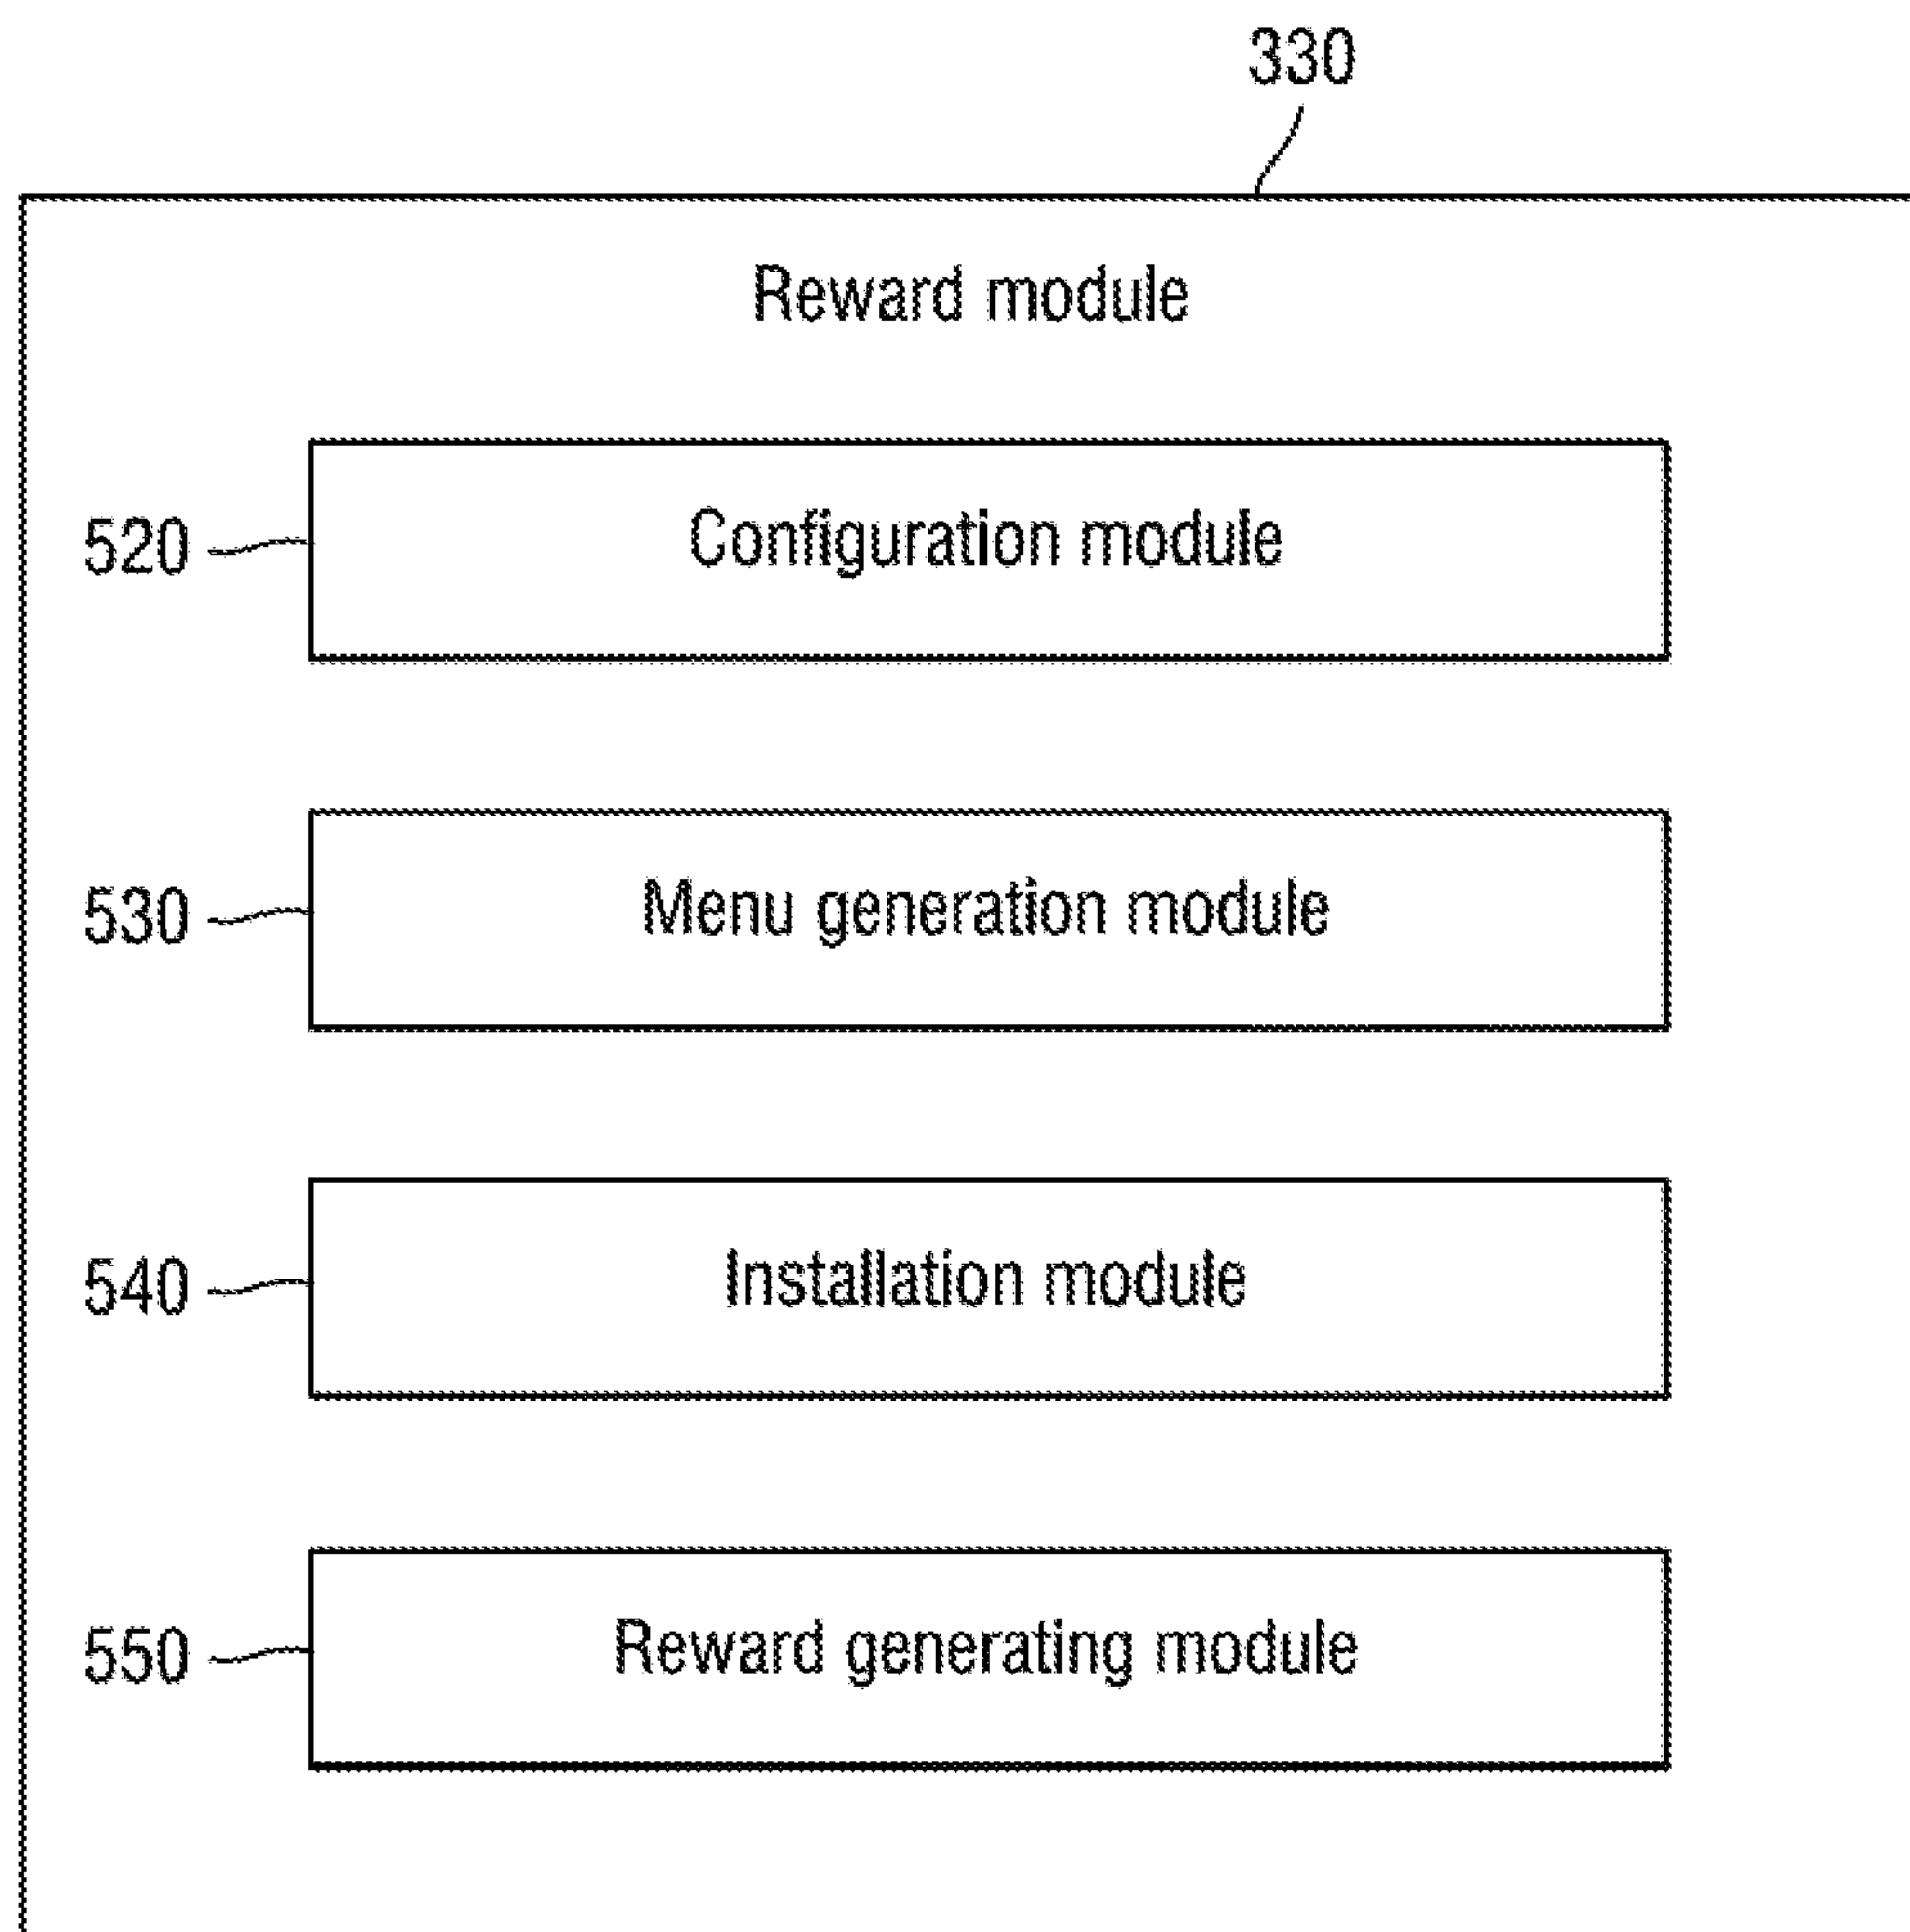 330
Reward module
520 Configuration module
530 Menu generation module
540 Installation module
550 Reward generating module